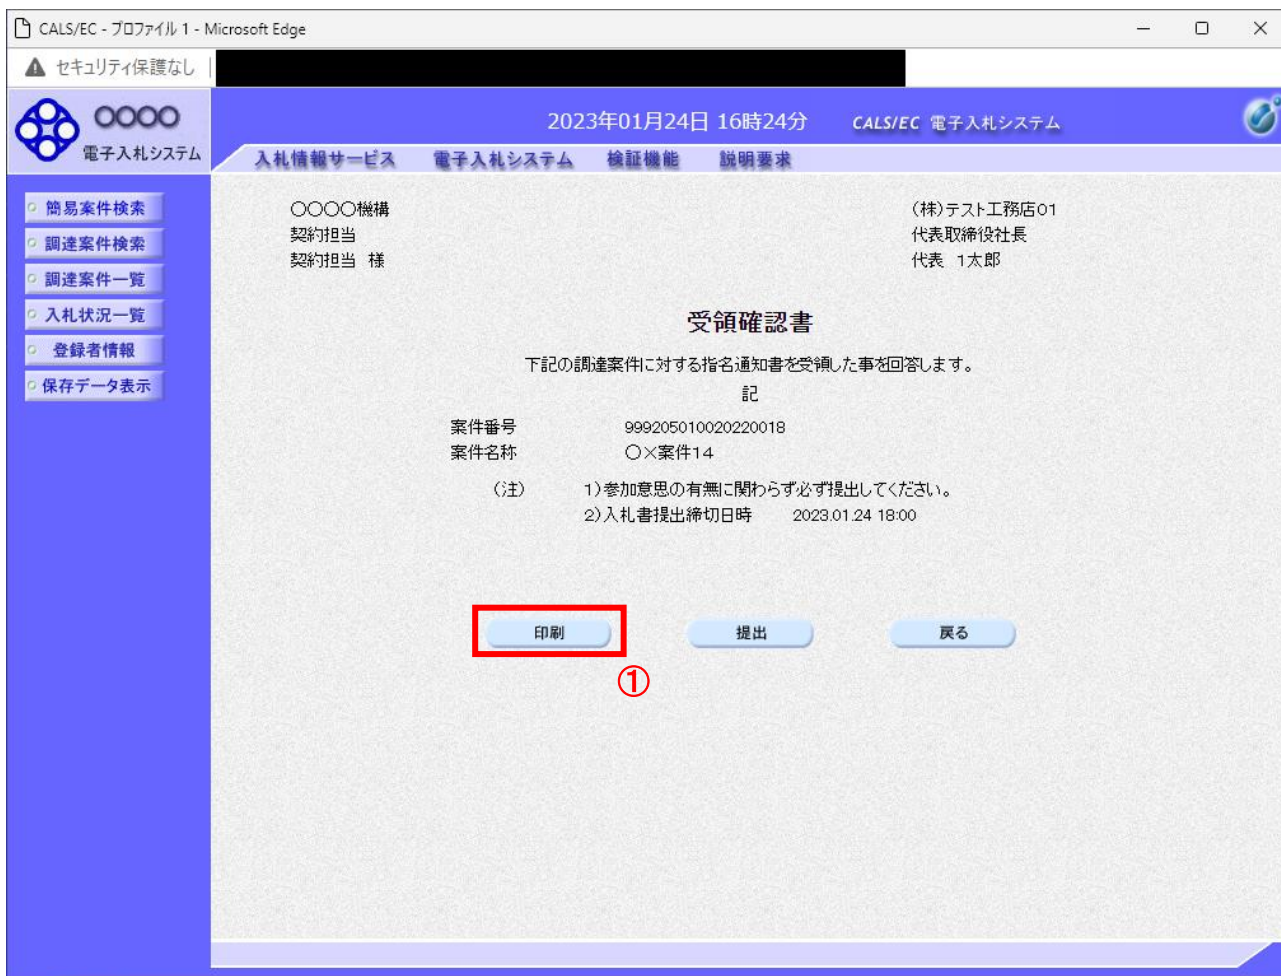 CALS/EC - プロファイル 1 - Microsoft Edge
セキュリティ保護なし
〇〇〇〇
電子入札システム
2023年01月24日 16時24分
CALS/EC 電子入札システム
入札情報サービス 電子入札システム 検証機能 説明要求
簡易案件検索
調達案件検索
調達案件一覧
入札状況一覧
登録者情報
保存データ表示
〇〇〇〇機構
契約担当
契約担当 様
(株)テスト工務店01
代表取締役社長
代表 1太郎
受領確認書
下記の調達案件に対する指名通知書を受領した事を回答します。
記
案件番号 999205010020220018
案件名称 〇×案件14
(注) 1)参加意思の有無に関わらず必ず提出してください。
2)入札書提出締切日時 2023.01.24 18:00
印刷 提出 戻る
①